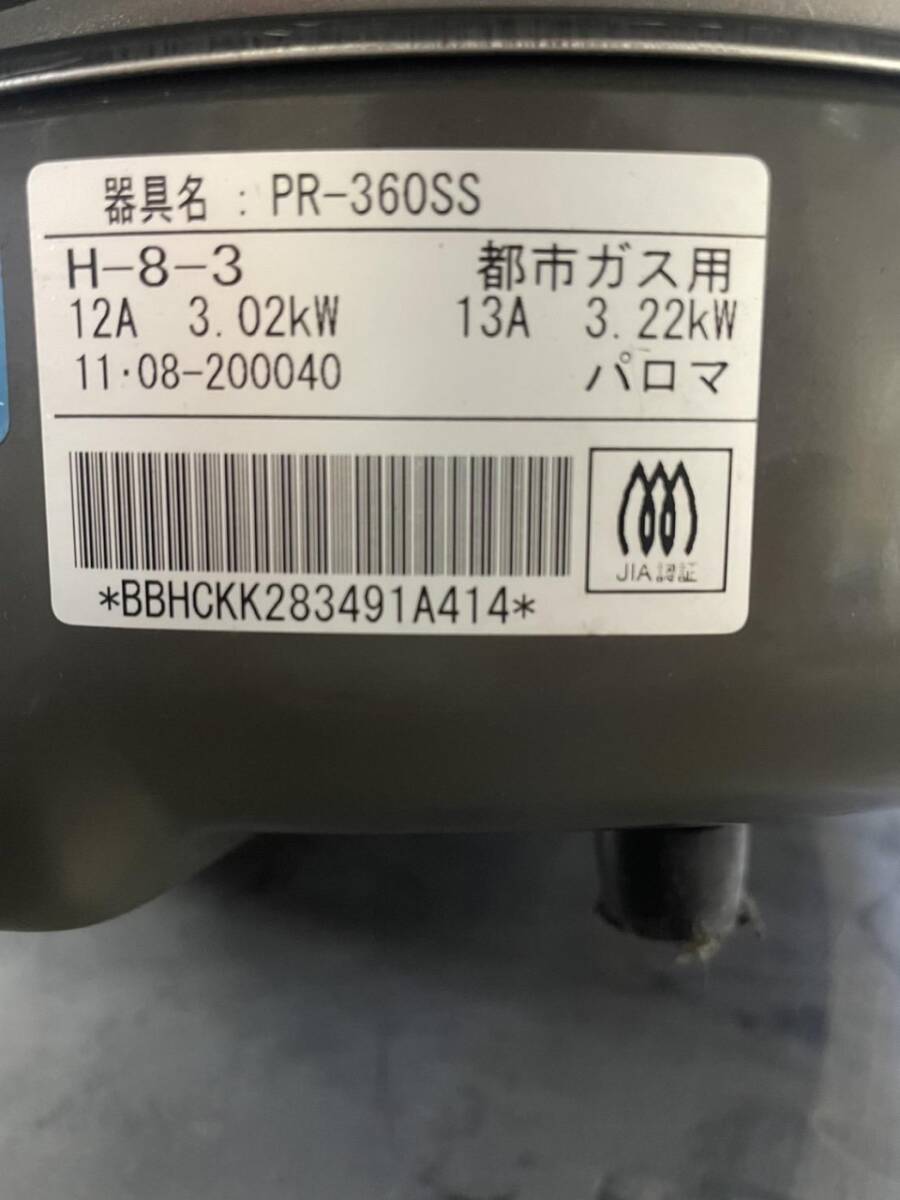 器具名 : PR-360SS
H-8-3 都市ガス用
12A 3.02kW 13A 3.22kW
11・08-200040 パロマ
JIA認証
*BBHCKK283491A414*